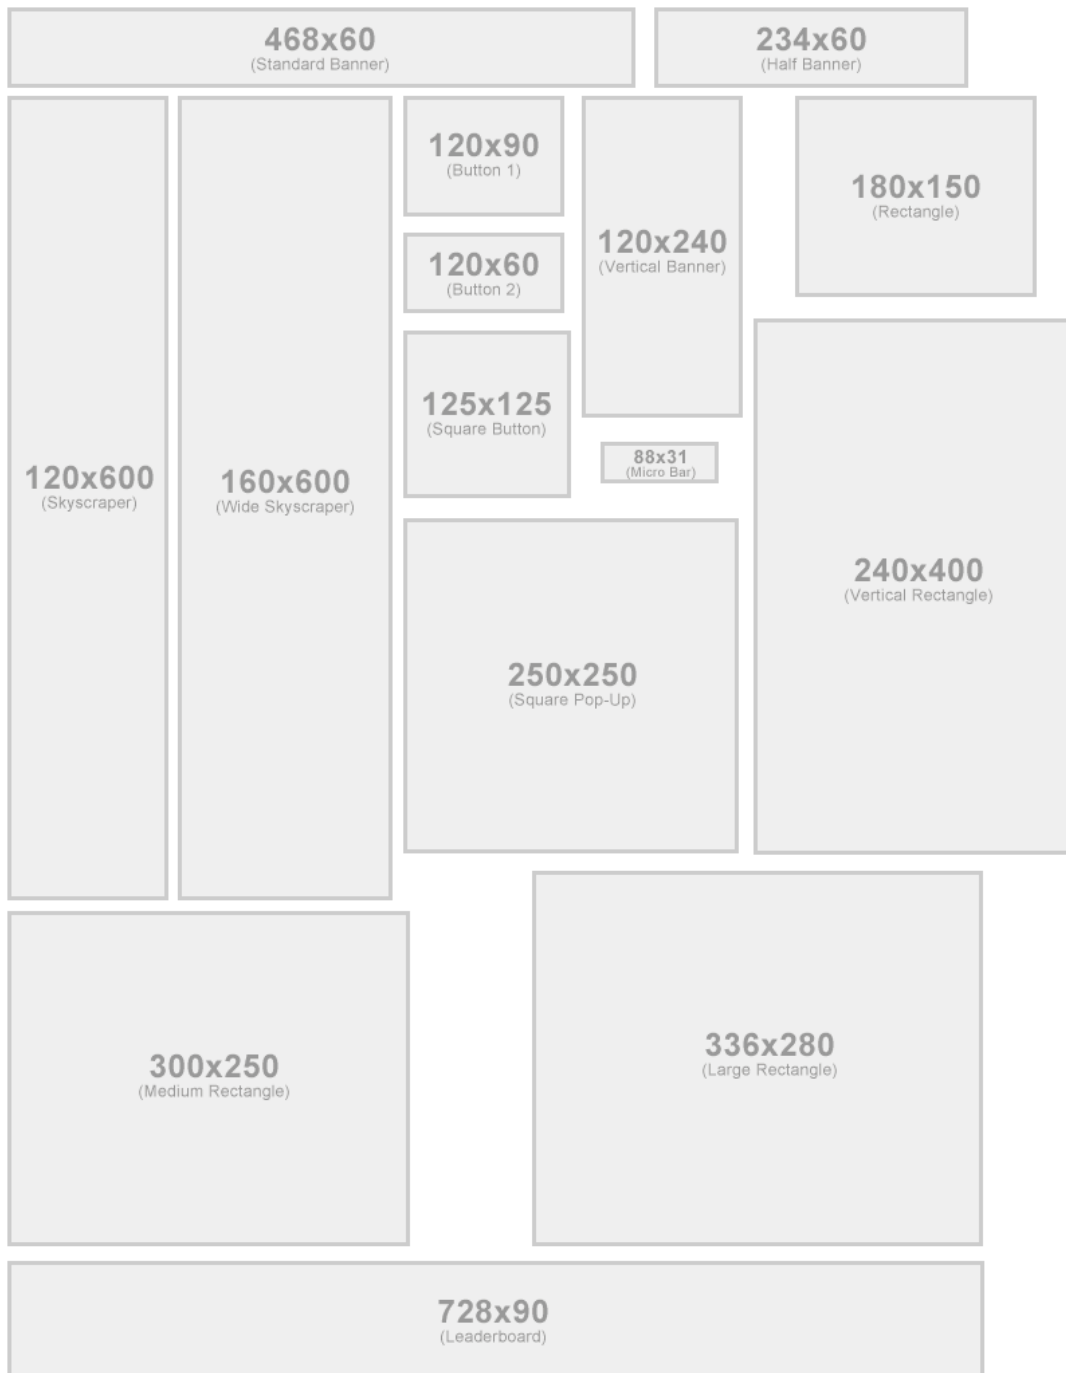 468x60
(Standard Banner)
234x60
(Half Banner)
120x600
(Skyscraper)
160x600
(Wide Skyscraper)
120x90
(Button 1)
120x60
(Button 2)
125x125
(Square Button)
120x240
(Vertical Banner)
88x31
(Micro Bar)
180x150
(Rectangle)
240x400
(Vertical Rectangle)
250x250
(Square Pop-Up)
300x250
(Medium Rectangle)
336x280
(Large Rectangle)
728x90
(Leaderboard)